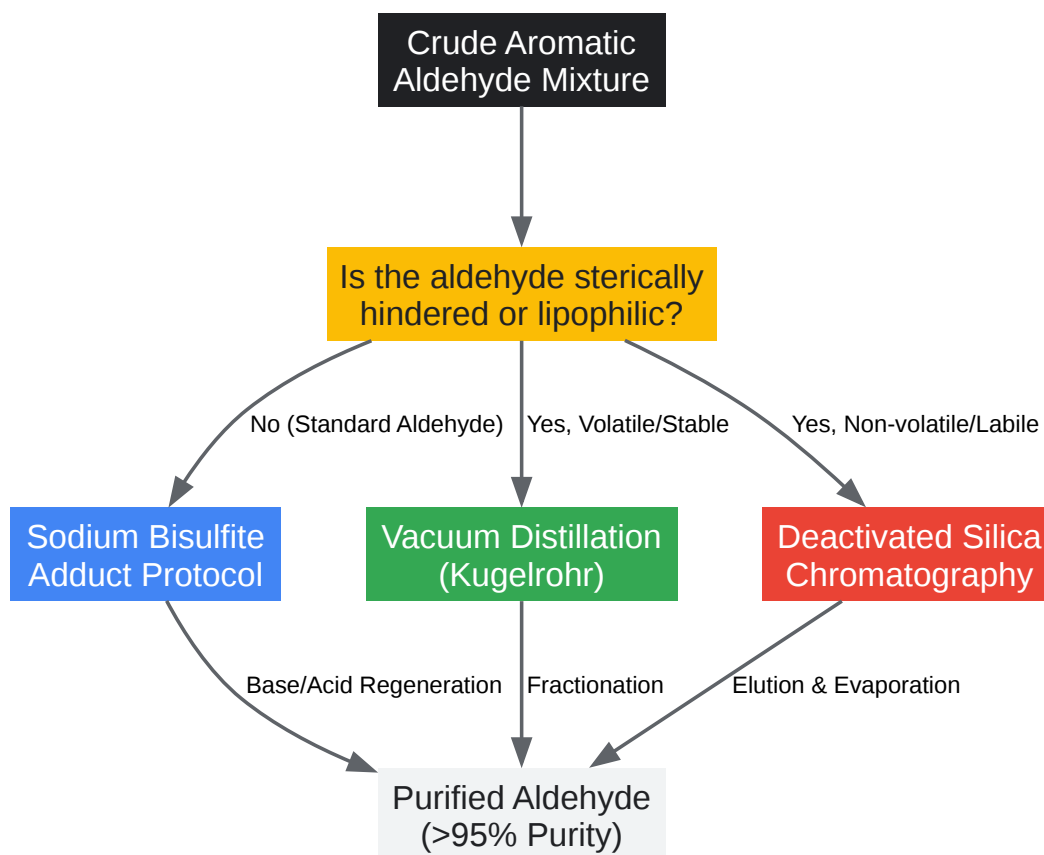 Crude Aromatic
Aldehyde Mixture
Is the aldehyde sterically
hindered or lipophilic?
No (Standard Aldehyde)
Yes, Volatile/Stable
Yes, Non-volatile/Labile
Sodium Bisulfite
Adduct Protocol
Vacuum Distillation
(Kugelrohr)
Deactivated Silica
Chromatography
Base/Acid Regeneration
Fractionation
Elution & Evaporation
Purified Aldehyde
(>95% Purity)